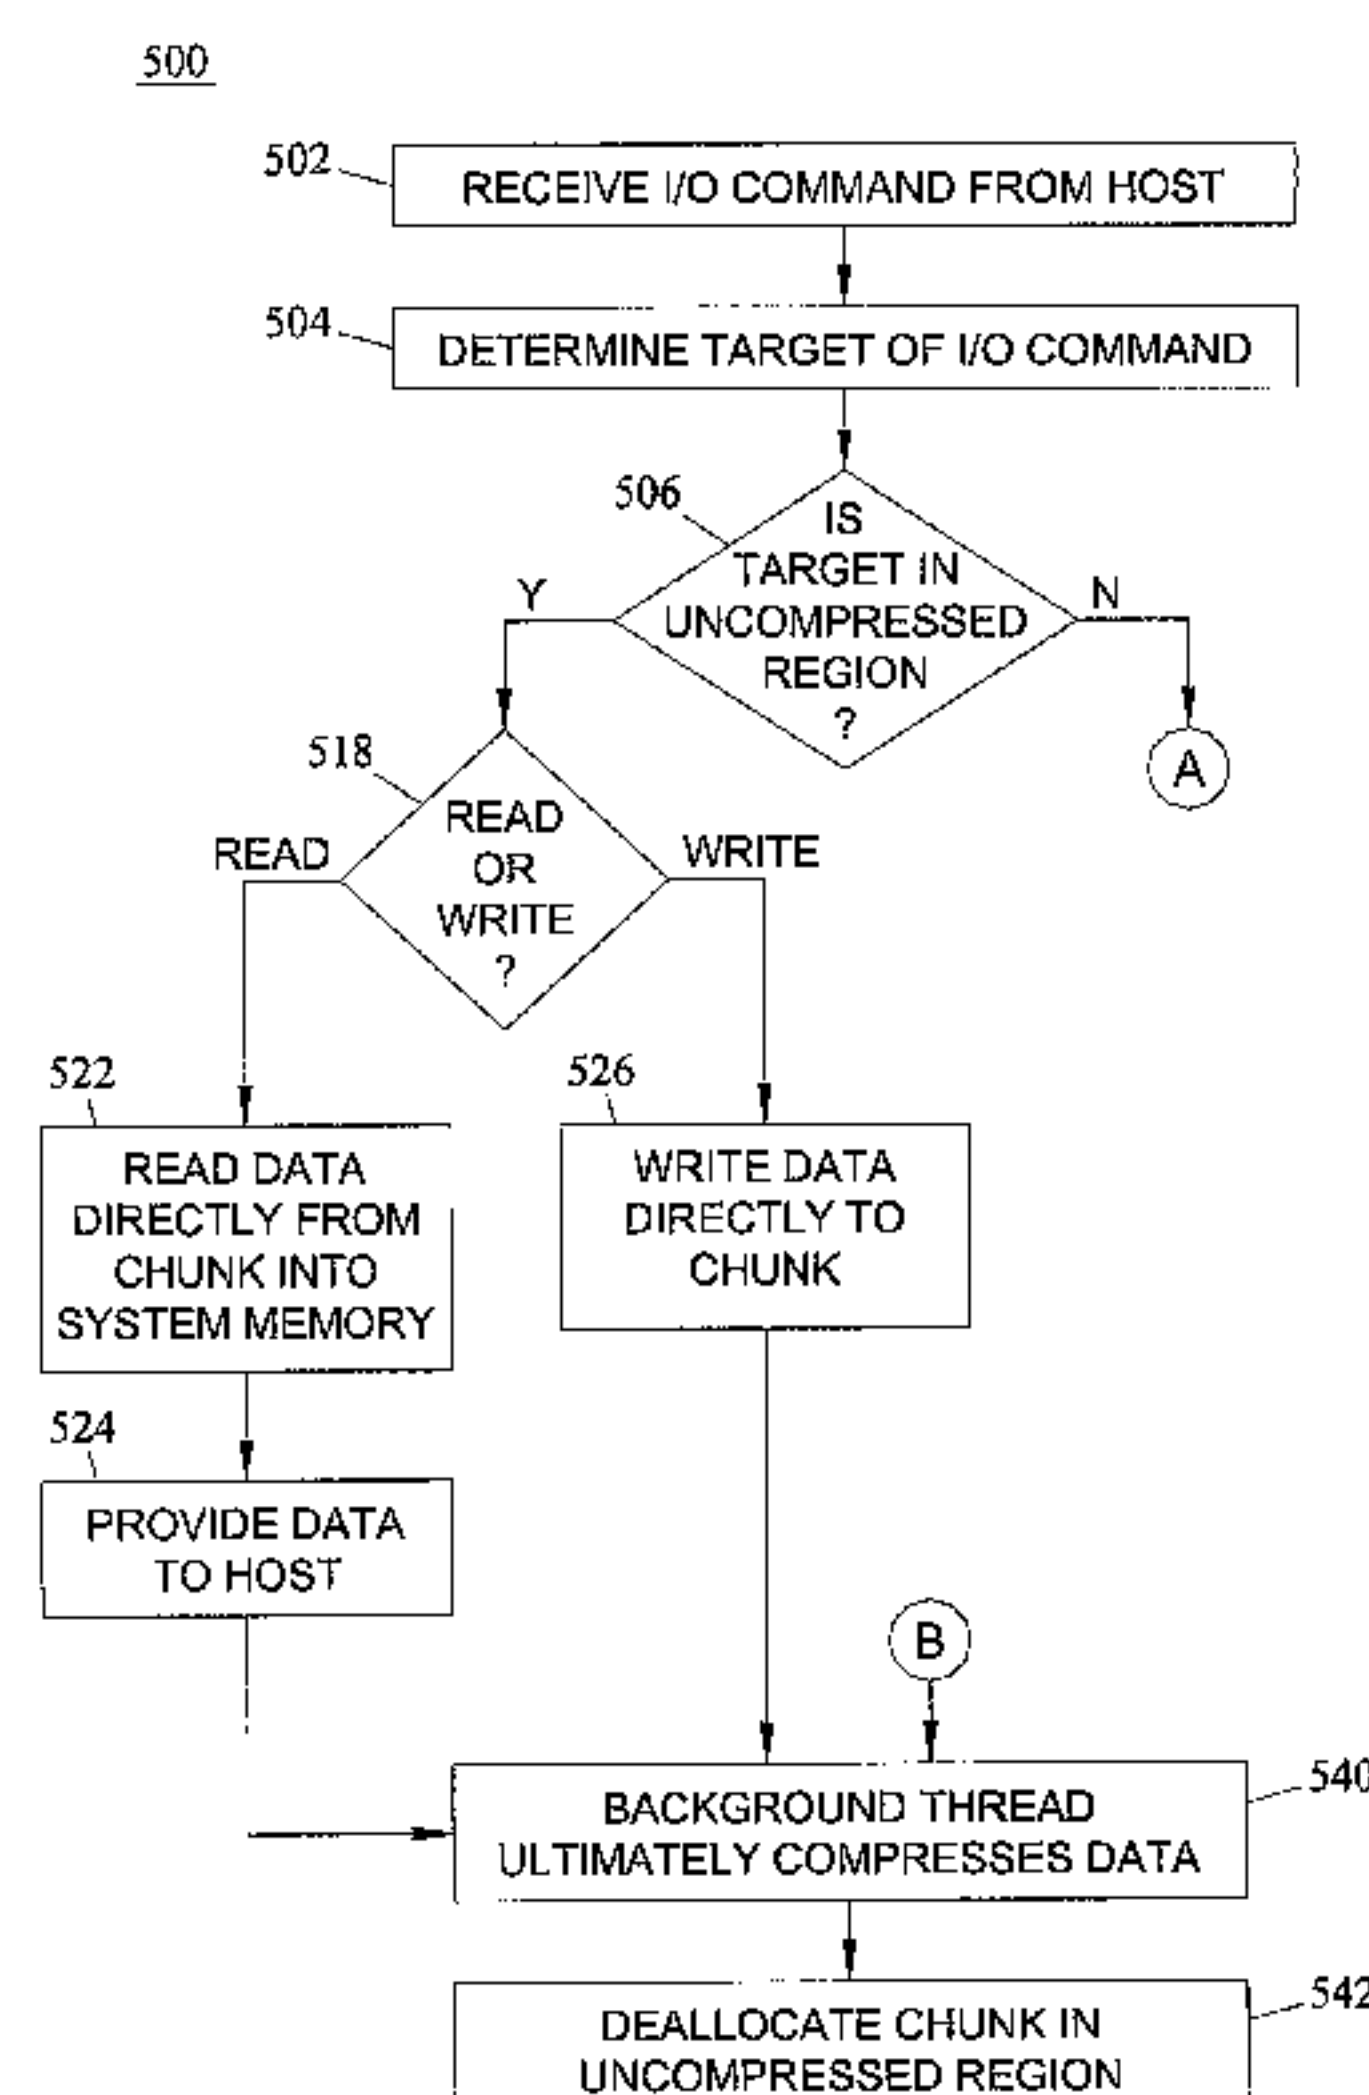 500
502
RECEIVE I/O COMMAND FROM HOST
504
DETERMINE TARGET OF I/O COMMAND
506
IS
TARGET IN
UNCOMPRESSED
REGION
?
Y
N
A
518
READ
OR
WRITE
?
READ
WRITE
522
READ DATA
DIRECTLY FROM
CHUNK INTO
SYSTEM MEMORY
526
WRITE DATA
DIRECTLY TO
CHUNK
524
PROVIDE DATA
TO HOST
B
540
BACKGROUND THREAD
ULTIMATELY COMPRESSES DATA
542
DEALLOCATE CHUNK IN
UNCOMPRESSED REGION